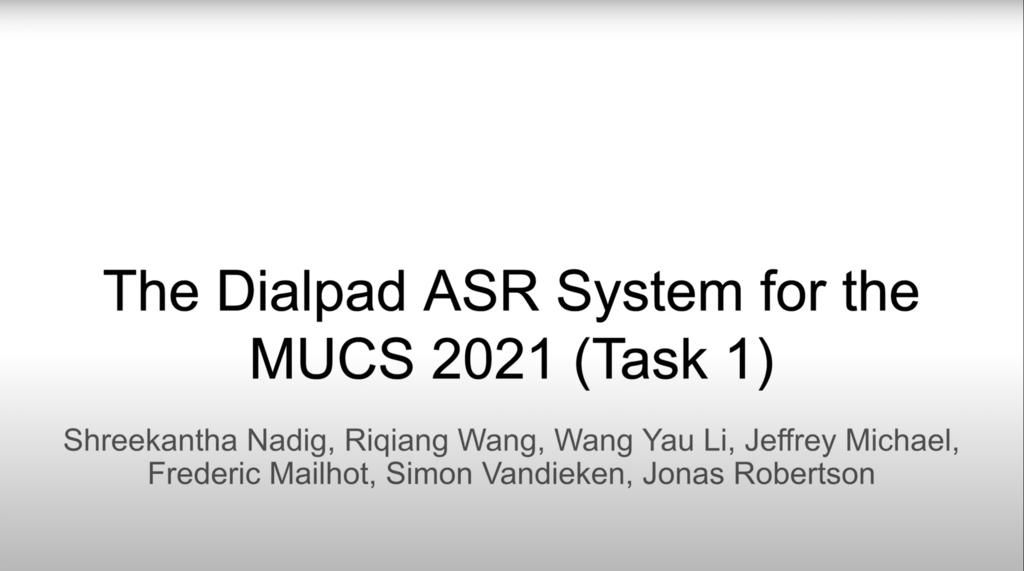 The Dialpad ASR System for the
MUCS 2021 (Task 1)
Shreekantha Nadig, Riqiang Wang, Wang Yau Li, Jeffrey Michael,
Frederic Mailhot, Simon Vandieken, Jonas Robertson